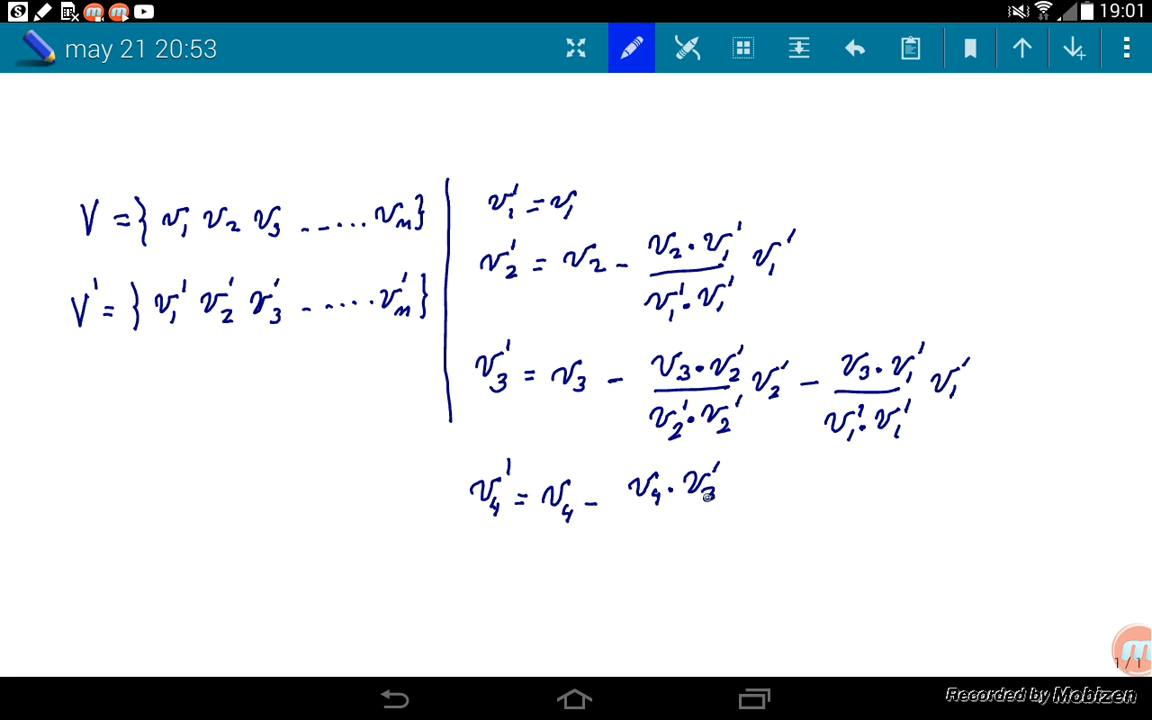 19:01
may 21 20:53
V = { v₁ v₂ v₃ ....... vₙ}
V' = { v₁' v₂' v₃' ....... vₙ'}
v₁' = v₁
v₂' = v₂ - (v₂ · v₁')/(v₁' · v₁') v₁'
v₃' = v₃ - (v₃ · v₂')/(v₂' · v₂') v₂' - (v₃ · v₁')/(v₁' · v₁') v₁'
v₄' = v₄ - v₄ · v₃'
1 / 1
Recorded by Mobizen